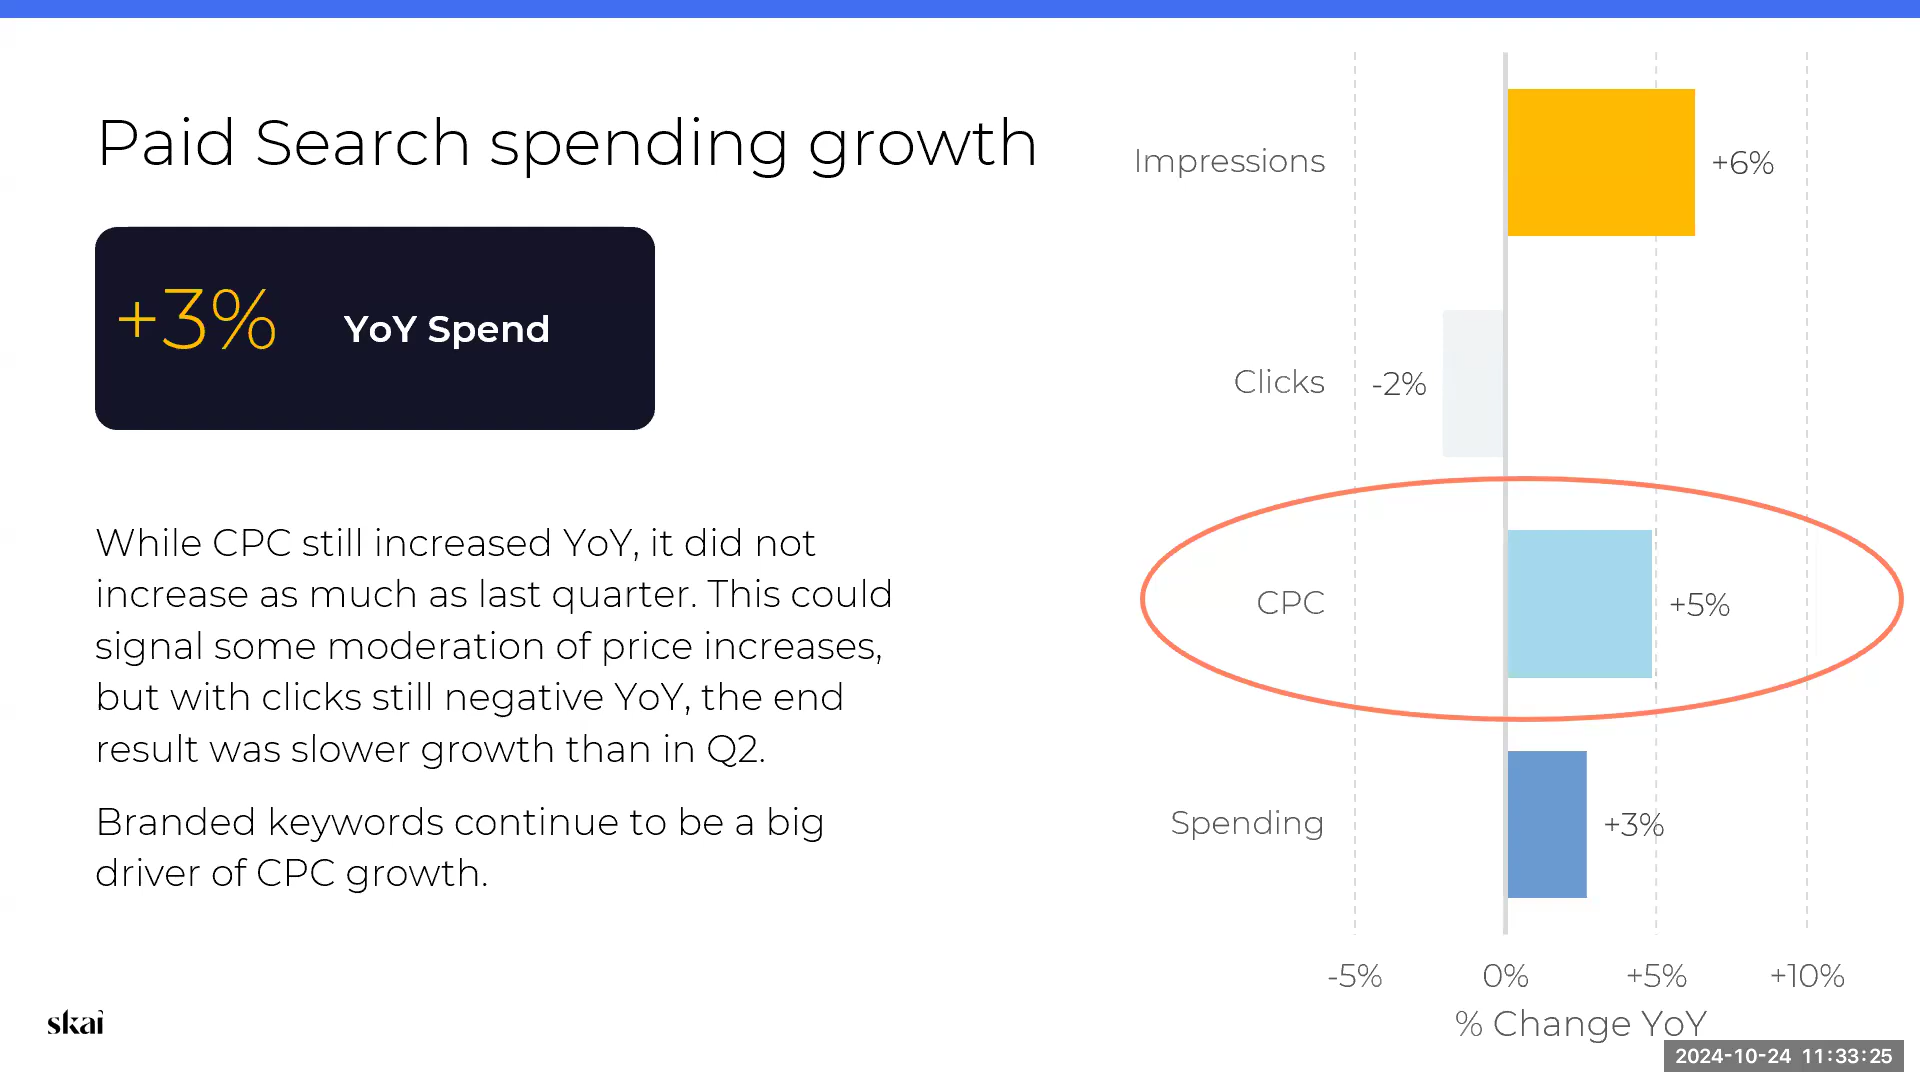 Paid Search spending growth
+3% YoY Spend
While CPC still increased YoY, it did not
increase as much as last quarter. This could
signal some moderation of price increases,
but with clicks still negative YoY, the end
result was slower growth than in Q2.
Branded keywords continue to be a big
driver of CPC growth.
Impressions +6%
Clicks -2%
CPC +5%
Spending +3%
-5% 0% +5% +10%
% Change YoY
skai
2024-10-24 11:33:25